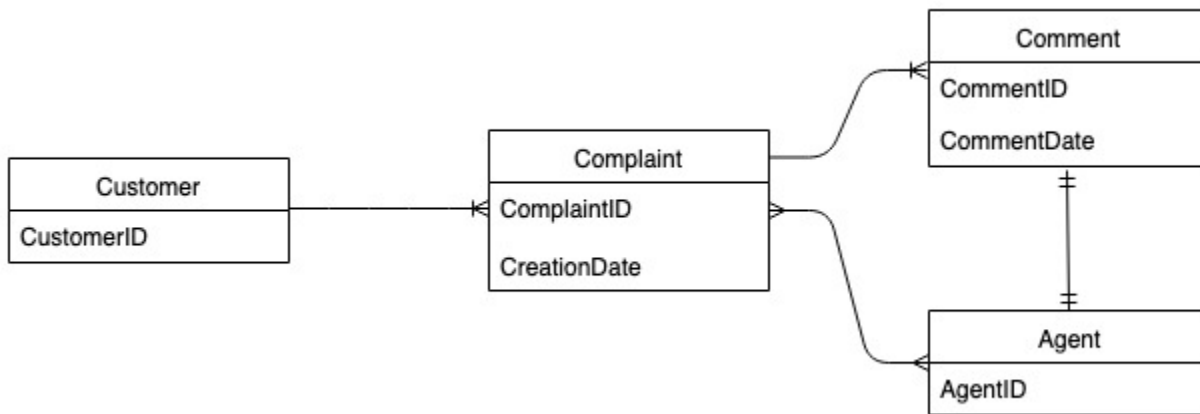 Customer
CustomerID
Complaint
ComplaintID
CreationDate
Comment
CommentID
CommentDate
Agent
AgentID